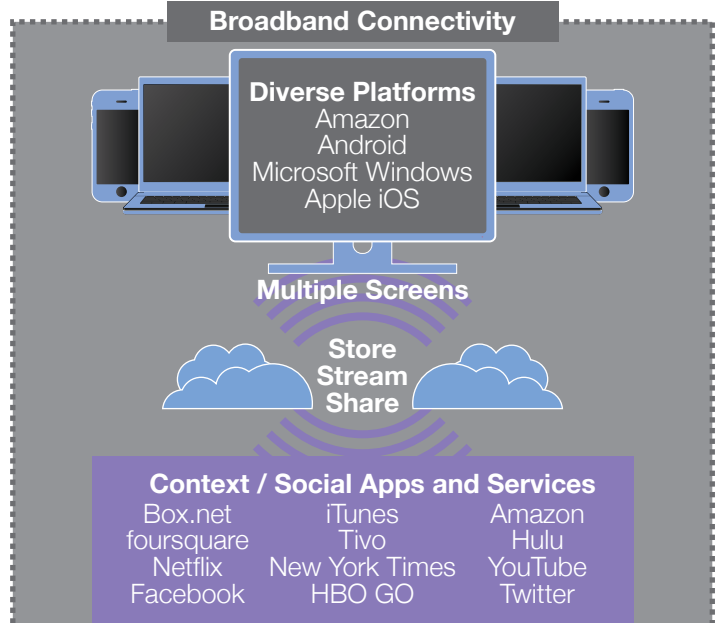 Broadband Connectivity
Diverse Platforms
Amazon
Android
Microsoft Windows
Apple iOS
Multiple Screens
Store
Stream
Share
Context / Social Apps and Services
Box.net iTunes Amazon
foursquare Tivo Hulu
Netflix New York Times YouTube
Facebook HBO GO Twitter